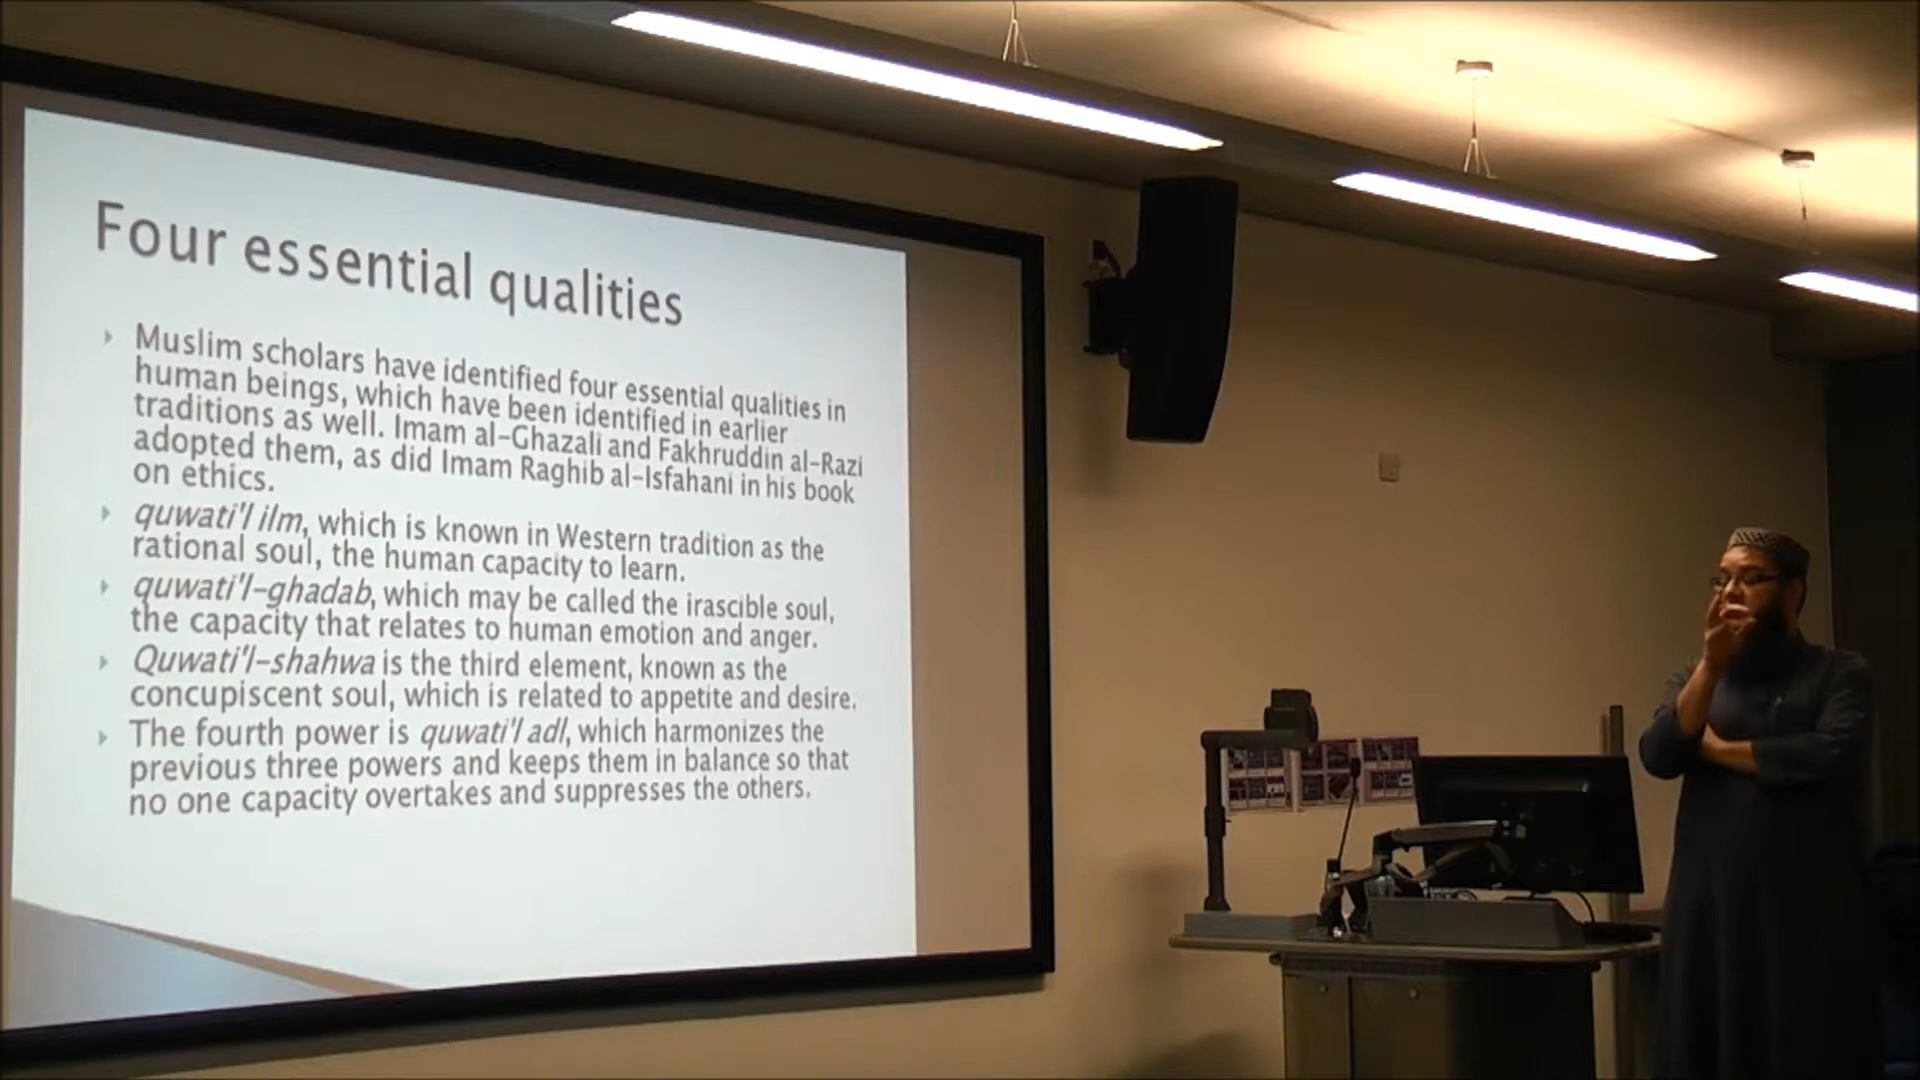 Four essential qualities
Muslim scholars have identified four essential qualities in
human beings, which have been identified in earlier
traditions as well. Imam al-Ghazali and Fakhruddin al-Razi
adopted them, as did Imam Raghib al-Isfahani in his book
on ethics.
quwati'l ilm, which is known in Western tradition as the
rational soul, the human capacity to learn.
quwati'l-ghadab, which may be called the irascible soul,
the capacity that relates to human emotion and anger.
Quwati'l-shahwa is the third element, known as the
concupiscent soul, which is related to appetite and desire.
The fourth power is quwati'l adl, which harmonizes the
previous three powers and keeps them in balance so that
no one capacity overtakes and suppresses the others.